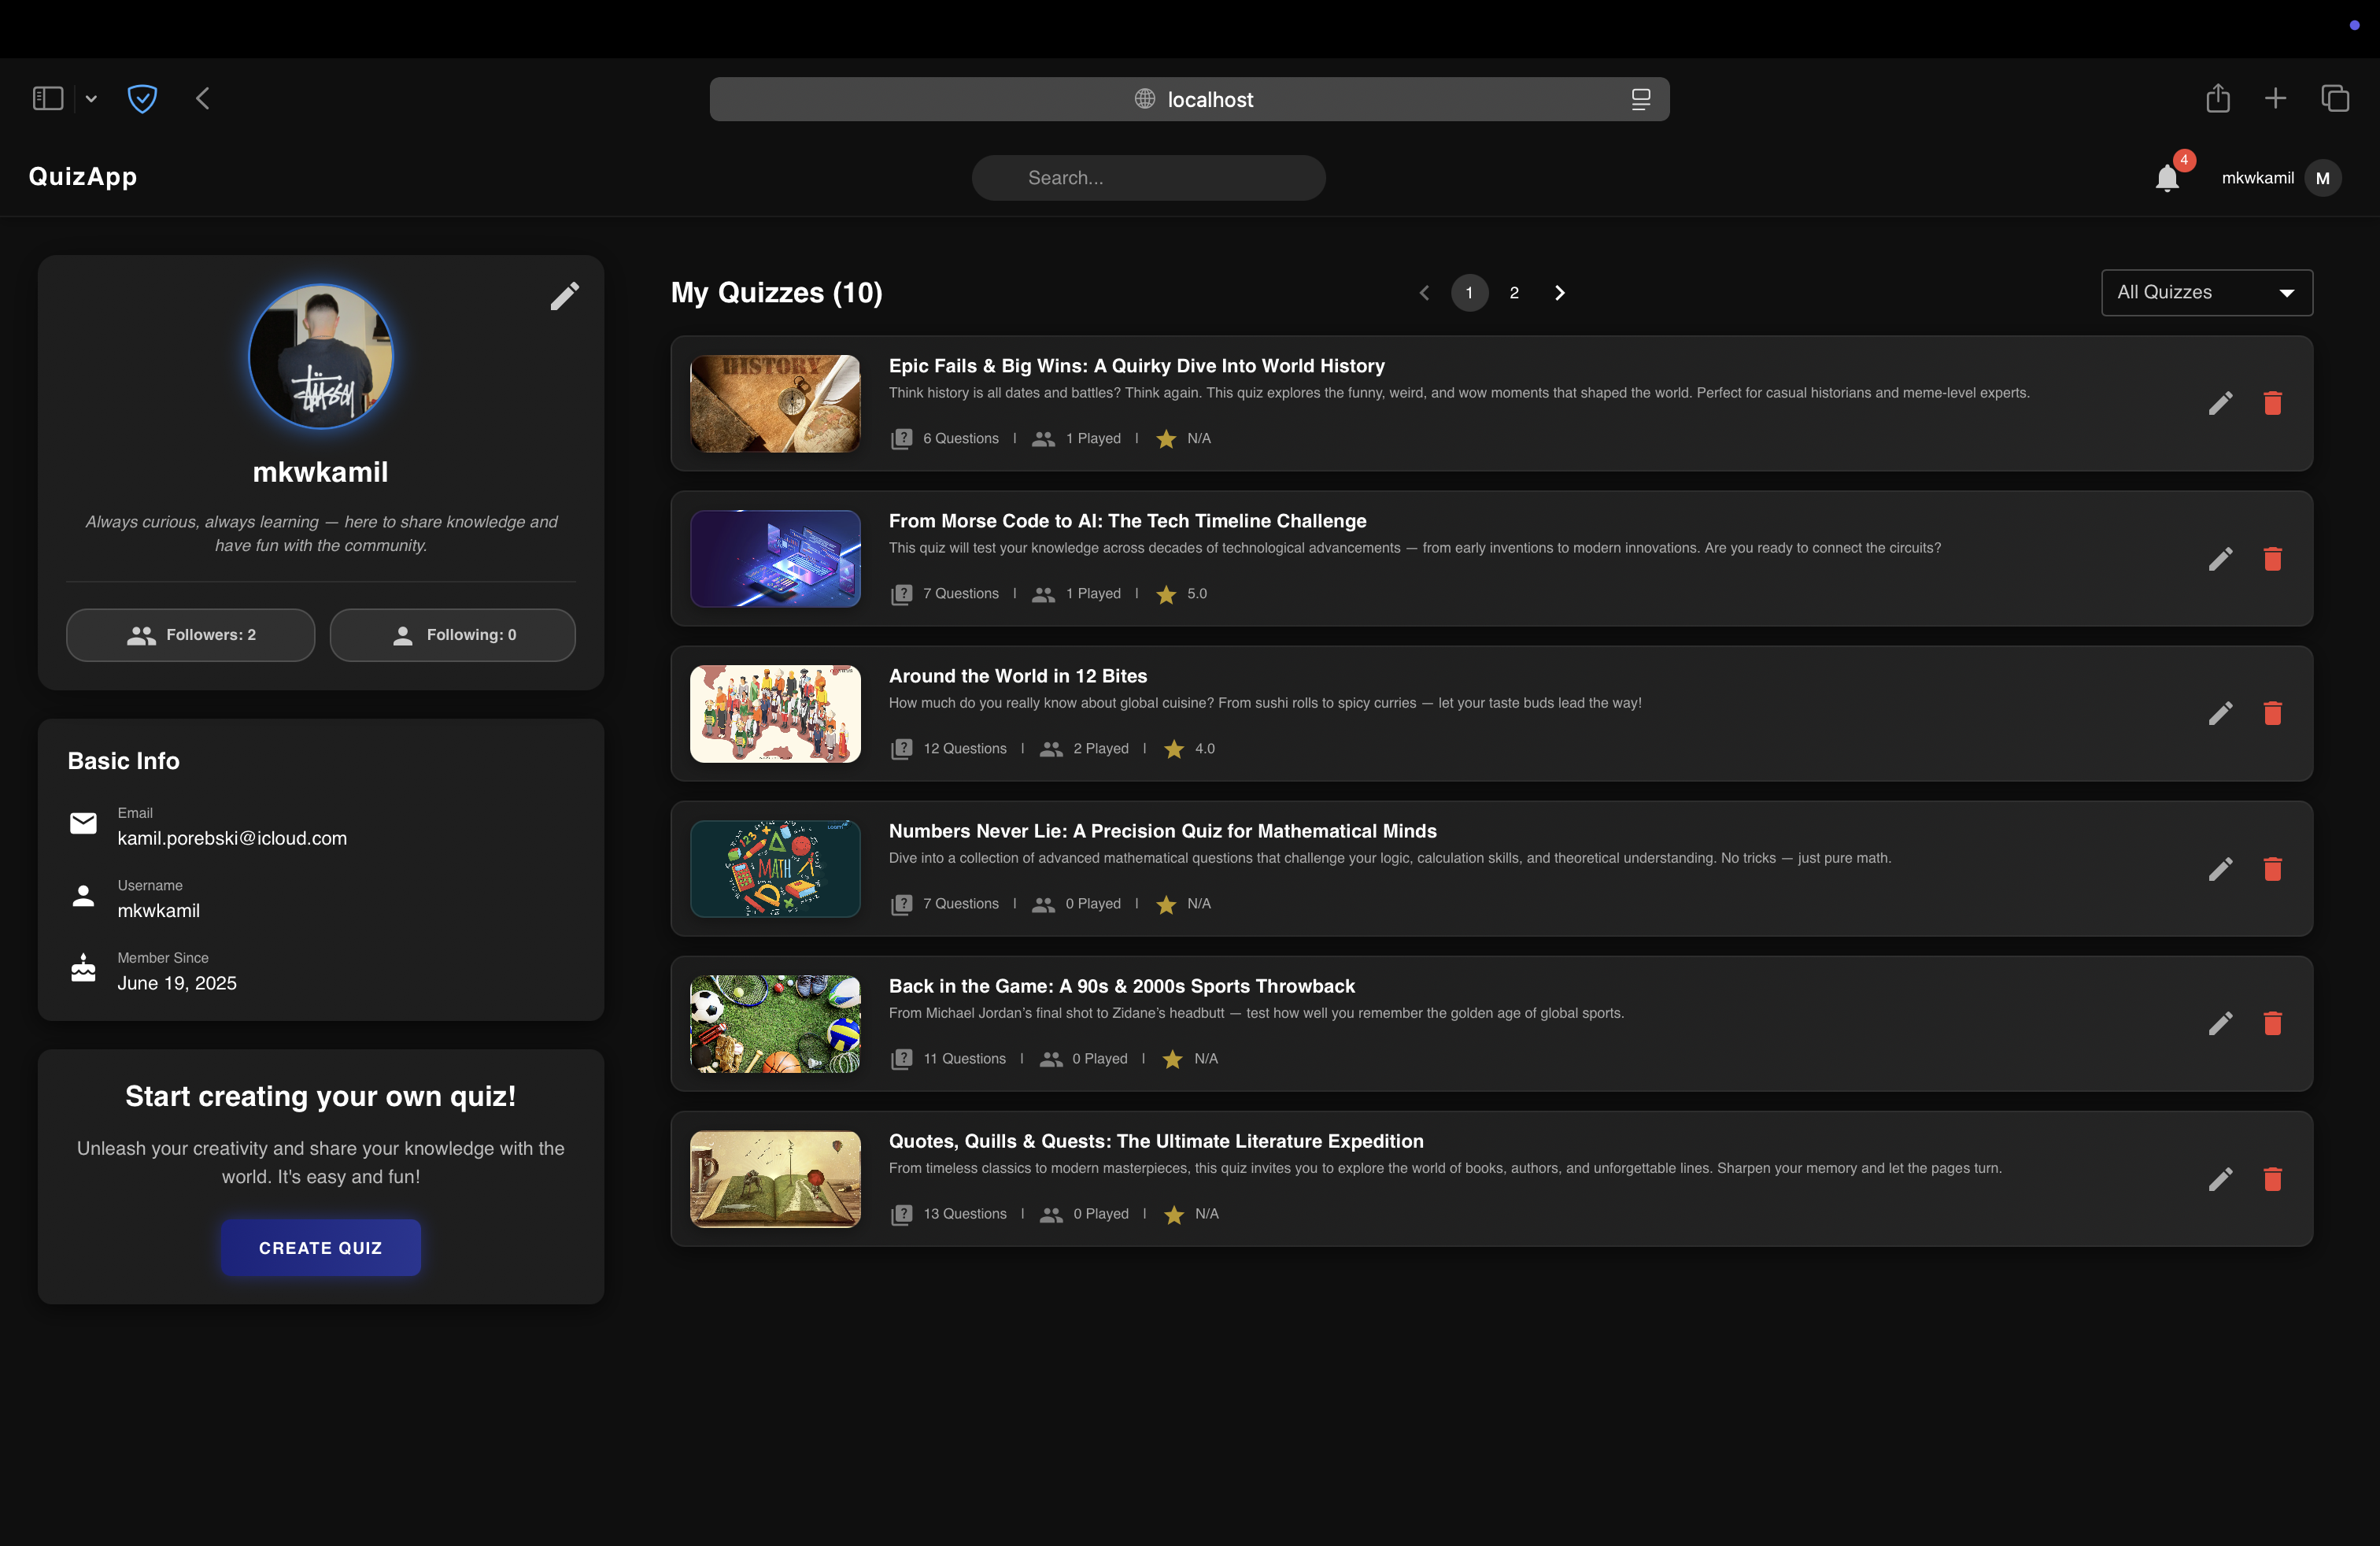 localhost
QuizApp
Search...
4
mkwkamil
M
mkwkamil
Always curious, always learning — here to share knowledge and
have fun with the community.
Followers: 2
Following: 0
Basic Info
Email
kamil.porebski@icloud.com
Username
mkwkamil
Member Since
June 19, 2025
Start creating your own quiz!
Unleash your creativity and share your knowledge with the
world. It's easy and fun!
CREATE QUIZ
My Quizzes (10)
1 2
All Quizzes
HISTORY
Epic Fails & Big Wins: A Quirky Dive Into World History
Think history is all dates and battles? Think again. This quiz explores the funny, weird, and wow moments that shaped the world. Perfect for casual historians and meme-level experts.
6 Questions | 1 Played | N/A
From Morse Code to AI: The Tech Timeline Challenge
This quiz will test your knowledge across decades of technological advancements — from early inventions to modern innovations. Are you ready to connect the circuits?
7 Questions | 1 Played | 5.0
Around the World in 12 Bites
How much do you really know about global cuisine? From sushi rolls to spicy curries — let your taste buds lead the way!
12 Questions | 2 Played | 4.0
MATH
Numbers Never Lie: A Precision Quiz for Mathematical Minds
Dive into a collection of advanced mathematical questions that challenge your logic, calculation skills, and theoretical understanding. No tricks — just pure math.
7 Questions | 0 Played | N/A
Back in the Game: A 90s & 2000s Sports Throwback
From Michael Jordan’s final shot to Zidane’s headbutt — test how well you remember the golden age of global sports.
11 Questions | 0 Played | N/A
Quotes, Quills & Quests: The Ultimate Literature Expedition
From timeless classics to modern masterpieces, this quiz invites you to explore the world of books, authors, and unforgettable lines. Sharpen your memory and let the pages turn.
13 Questions | 0 Played | N/A